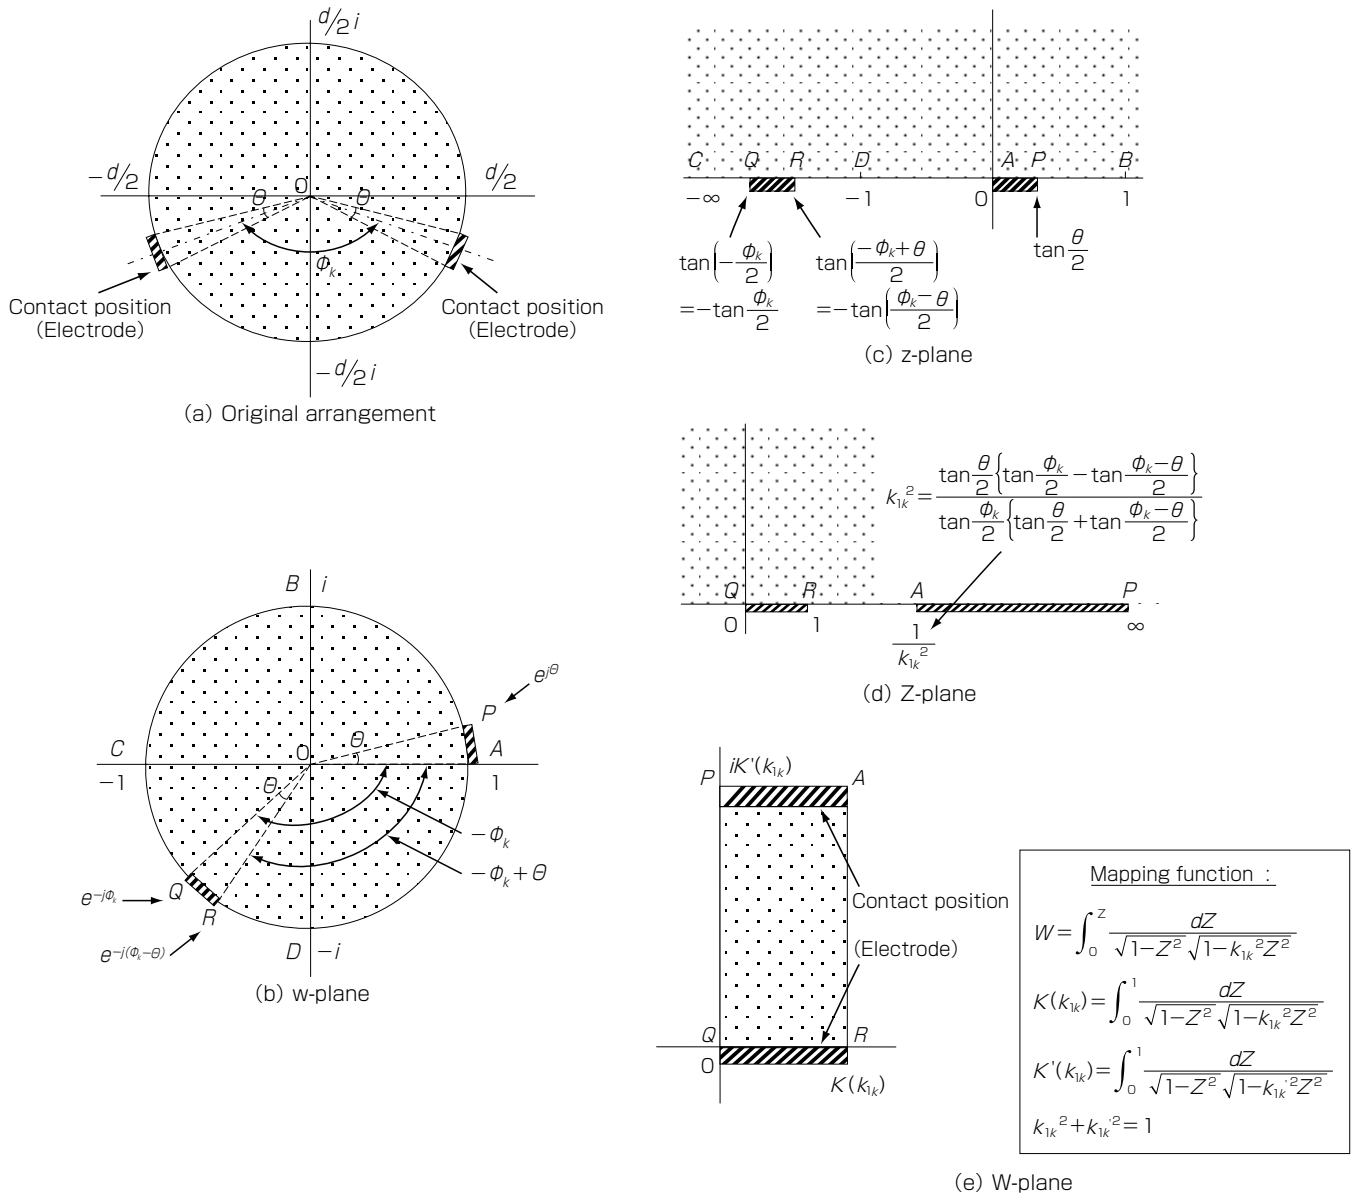 d/2 i
−d/2
0
d/2
θ
θ
ϕk
Contact position
(Electrode)
Contact position
(Electrode)
−d/2 i
(a) Original arrangement
C Q R D A P B
−∞ −1 0 1
tan(−ϕk/2)
=−tan ϕk/2
tan((−ϕk+θ)/2)
=−tan((ϕk−θ)/2)
tan θ/2
(c) z-plane
k1k²= tan θ/2 {tan ϕk/2 − tan (ϕk−θ)/2} / tan ϕk/2 {tan θ/2 + tan (ϕk−θ)/2}
Q R A P
0 1 1/k1k² ∞
(d) Z-plane
B i
e^jθ
P
C 0 θ A
−1 θ 1
−ϕk
−ϕk+θ
e^−jϕk Q
R
e^−j(ϕk−θ)
D −i
(b) w-plane
P iK'(k1k) A
Contact position
(Electrode)
Q R
0
K(k1k)
Mapping function :
W=∫₀^Z dZ / √1−Z² √1−k1k²Z²
K(k1k)=∫₀^1 dZ / √1−Z² √1−k1k²Z²
K'(k1k)=∫₀^1 dZ / √1−Z² √1−k1k'²Z²
k1k²+k1k'²=1
(e) W-plane